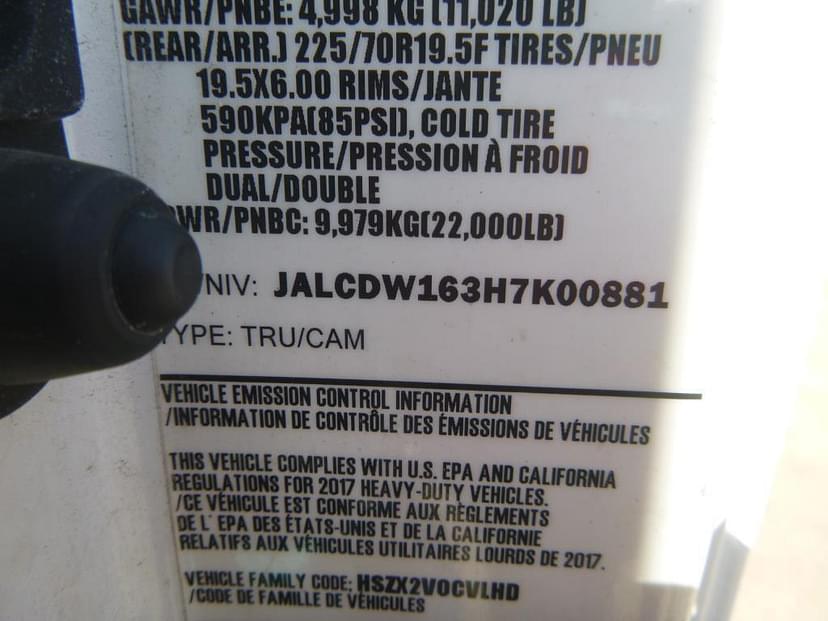 GAWR/PNBE: 4,998 KG (11,020 LB)
(REAR/ARR.) 225/70R19.5F TIRES/PNEU
19.5X6.00 RIMS/JANTE
590KPA(85PSI), COLD TIRE
PRESSURE/PRESSION À FROID
DUAL/DOUBLE
WR/PNBC: 9,979KG(22,000LB)
/NIV: JALCDW163H7K00881
TYPE: TRU/CAM
VEHICLE EMISSION CONTROL INFORMATION
/INFORMATION DE CONTRÔLE DES ÉMISSIONS DE VÉHICULES
THIS VEHICLE COMPLIES WITH U.S. EPA AND CALIFORNIA
REGULATIONS FOR 2017 HEAVY-DUTY VEHICLES.
/CE VÉHICULE EST CONFORME AUX RÈGLEMENTS
DE L' EPA DES ÉTATS-UNIS ET DE LA CALIFORNIE
RELATIFS AUX VÉHICULES UTILITAIRES LOURDS DE 2017.
VEHICLE FAMILY CODE: HSZX2VOCVLHD
/CODE DE FAMILLE DE VÉHICULES